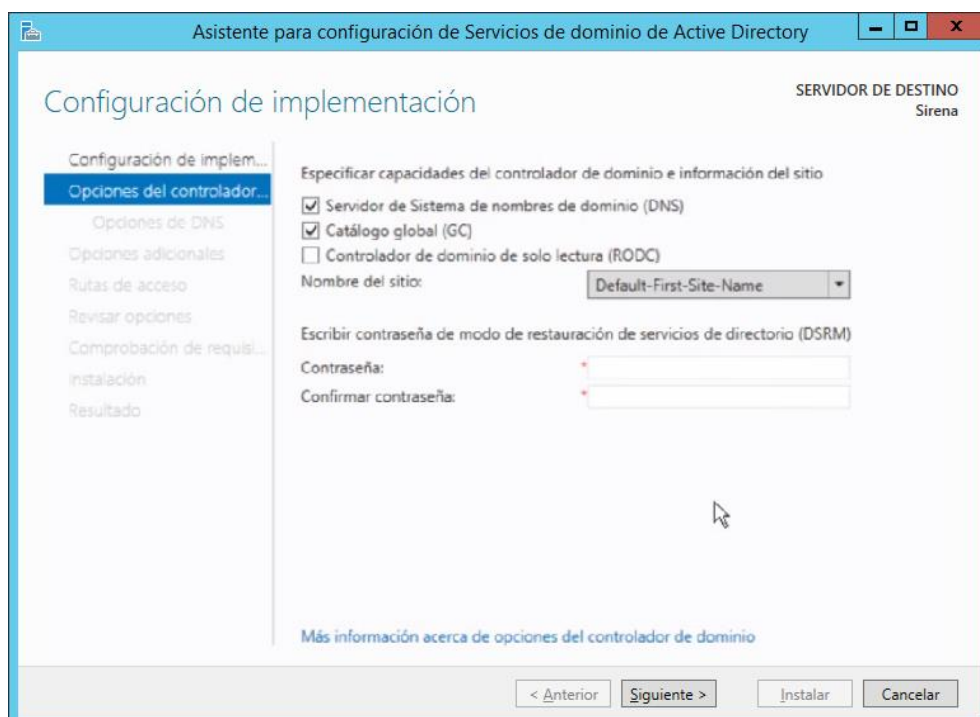 Asistente para configuración de Servicios de dominio de Active Directory
Configuración de implementación
SERVIDOR DE DESTINO
Sirena
Configuración de implem...
Opciones del controlador...
Opciones de DNS
Opciones adicionales
Rutas de acceso
Revisar opciones
Comprobación de requisi...
Instalación
Resultado
Especificar capacidades del controlador de dominio e información del sitio
Servidor de Sistema de nombres de dominio (DNS)
Catálogo global (GC)
Controlador de dominio de solo lectura (RODC)
Nombre del sitio: Default-First-Site-Name
Escribir contraseña de modo de restauración de servicios de directorio (DSRM)
Contraseña: *
Confirmar contraseña: *
Más información acerca de opciones del controlador de dominio
< Anterior Siguiente > Instalar Cancelar